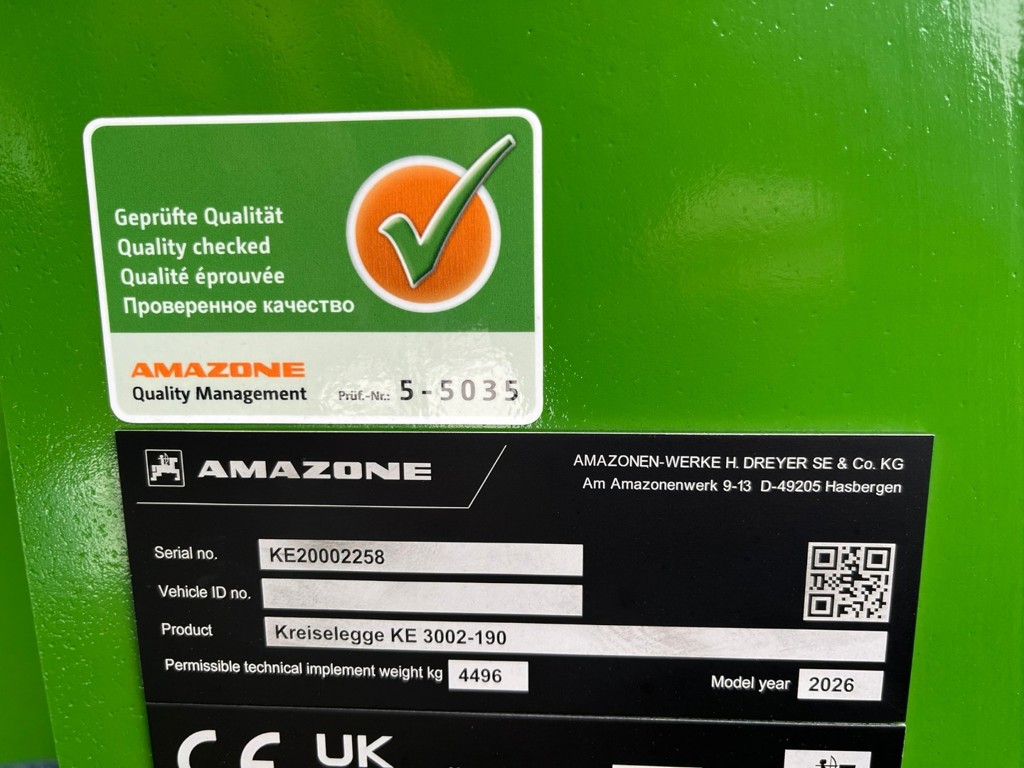 Geprüfte Qualität
Quality checked
Qualité éprouvée
Проверенное качество
AMAZONE
Quality Management Prüf.-Nr.: 5-5035
AMAZONE
AMAZONEN-WERKE H. DREYER SE & Co. KG
Am Amazonenwerk 9-13 D-49205 Hasbergen
Serial no. KE20002258
Vehicle ID no.
Product Kreiselegge KE 3002-190
Permissible technical implement weight kg 4496
Model year 2026
CE UK